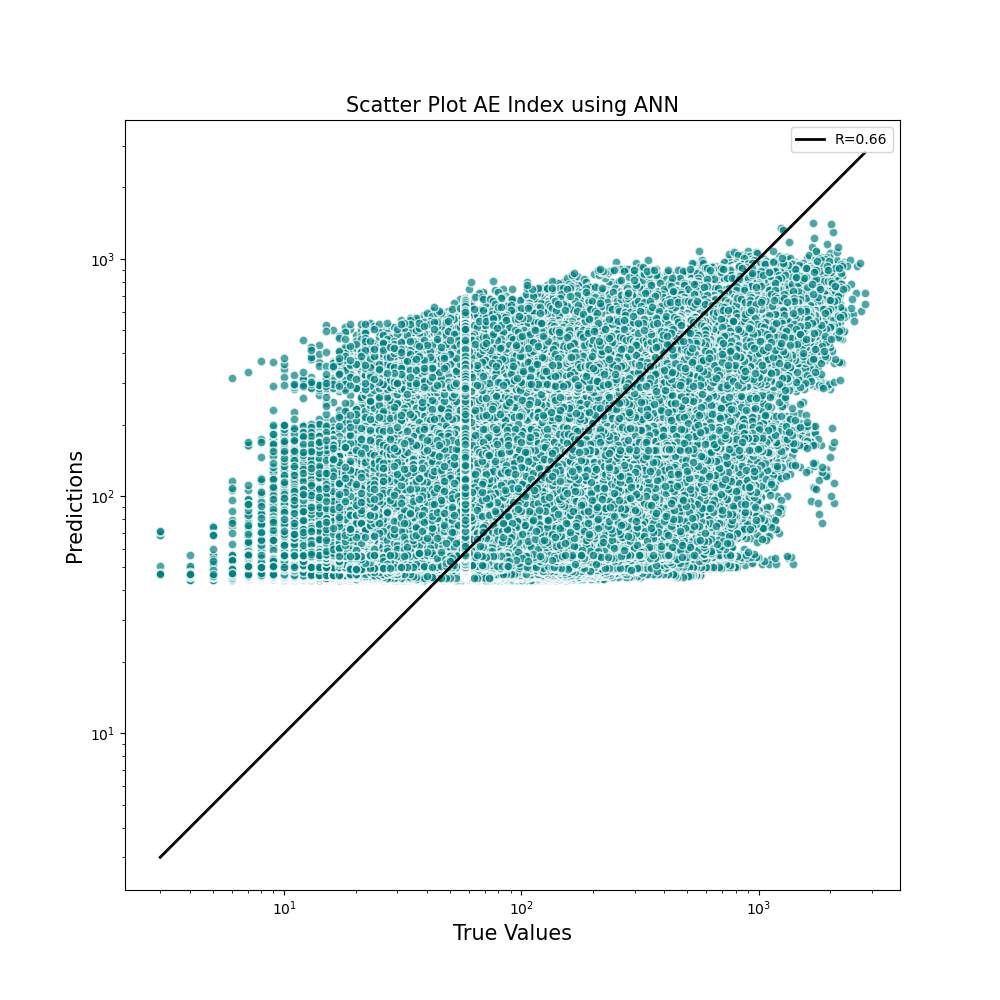 Scatter Plot AE Index using ANN
R=0.66
10³
10²
10¹
Predictions
10¹ 10² 10³
True Values